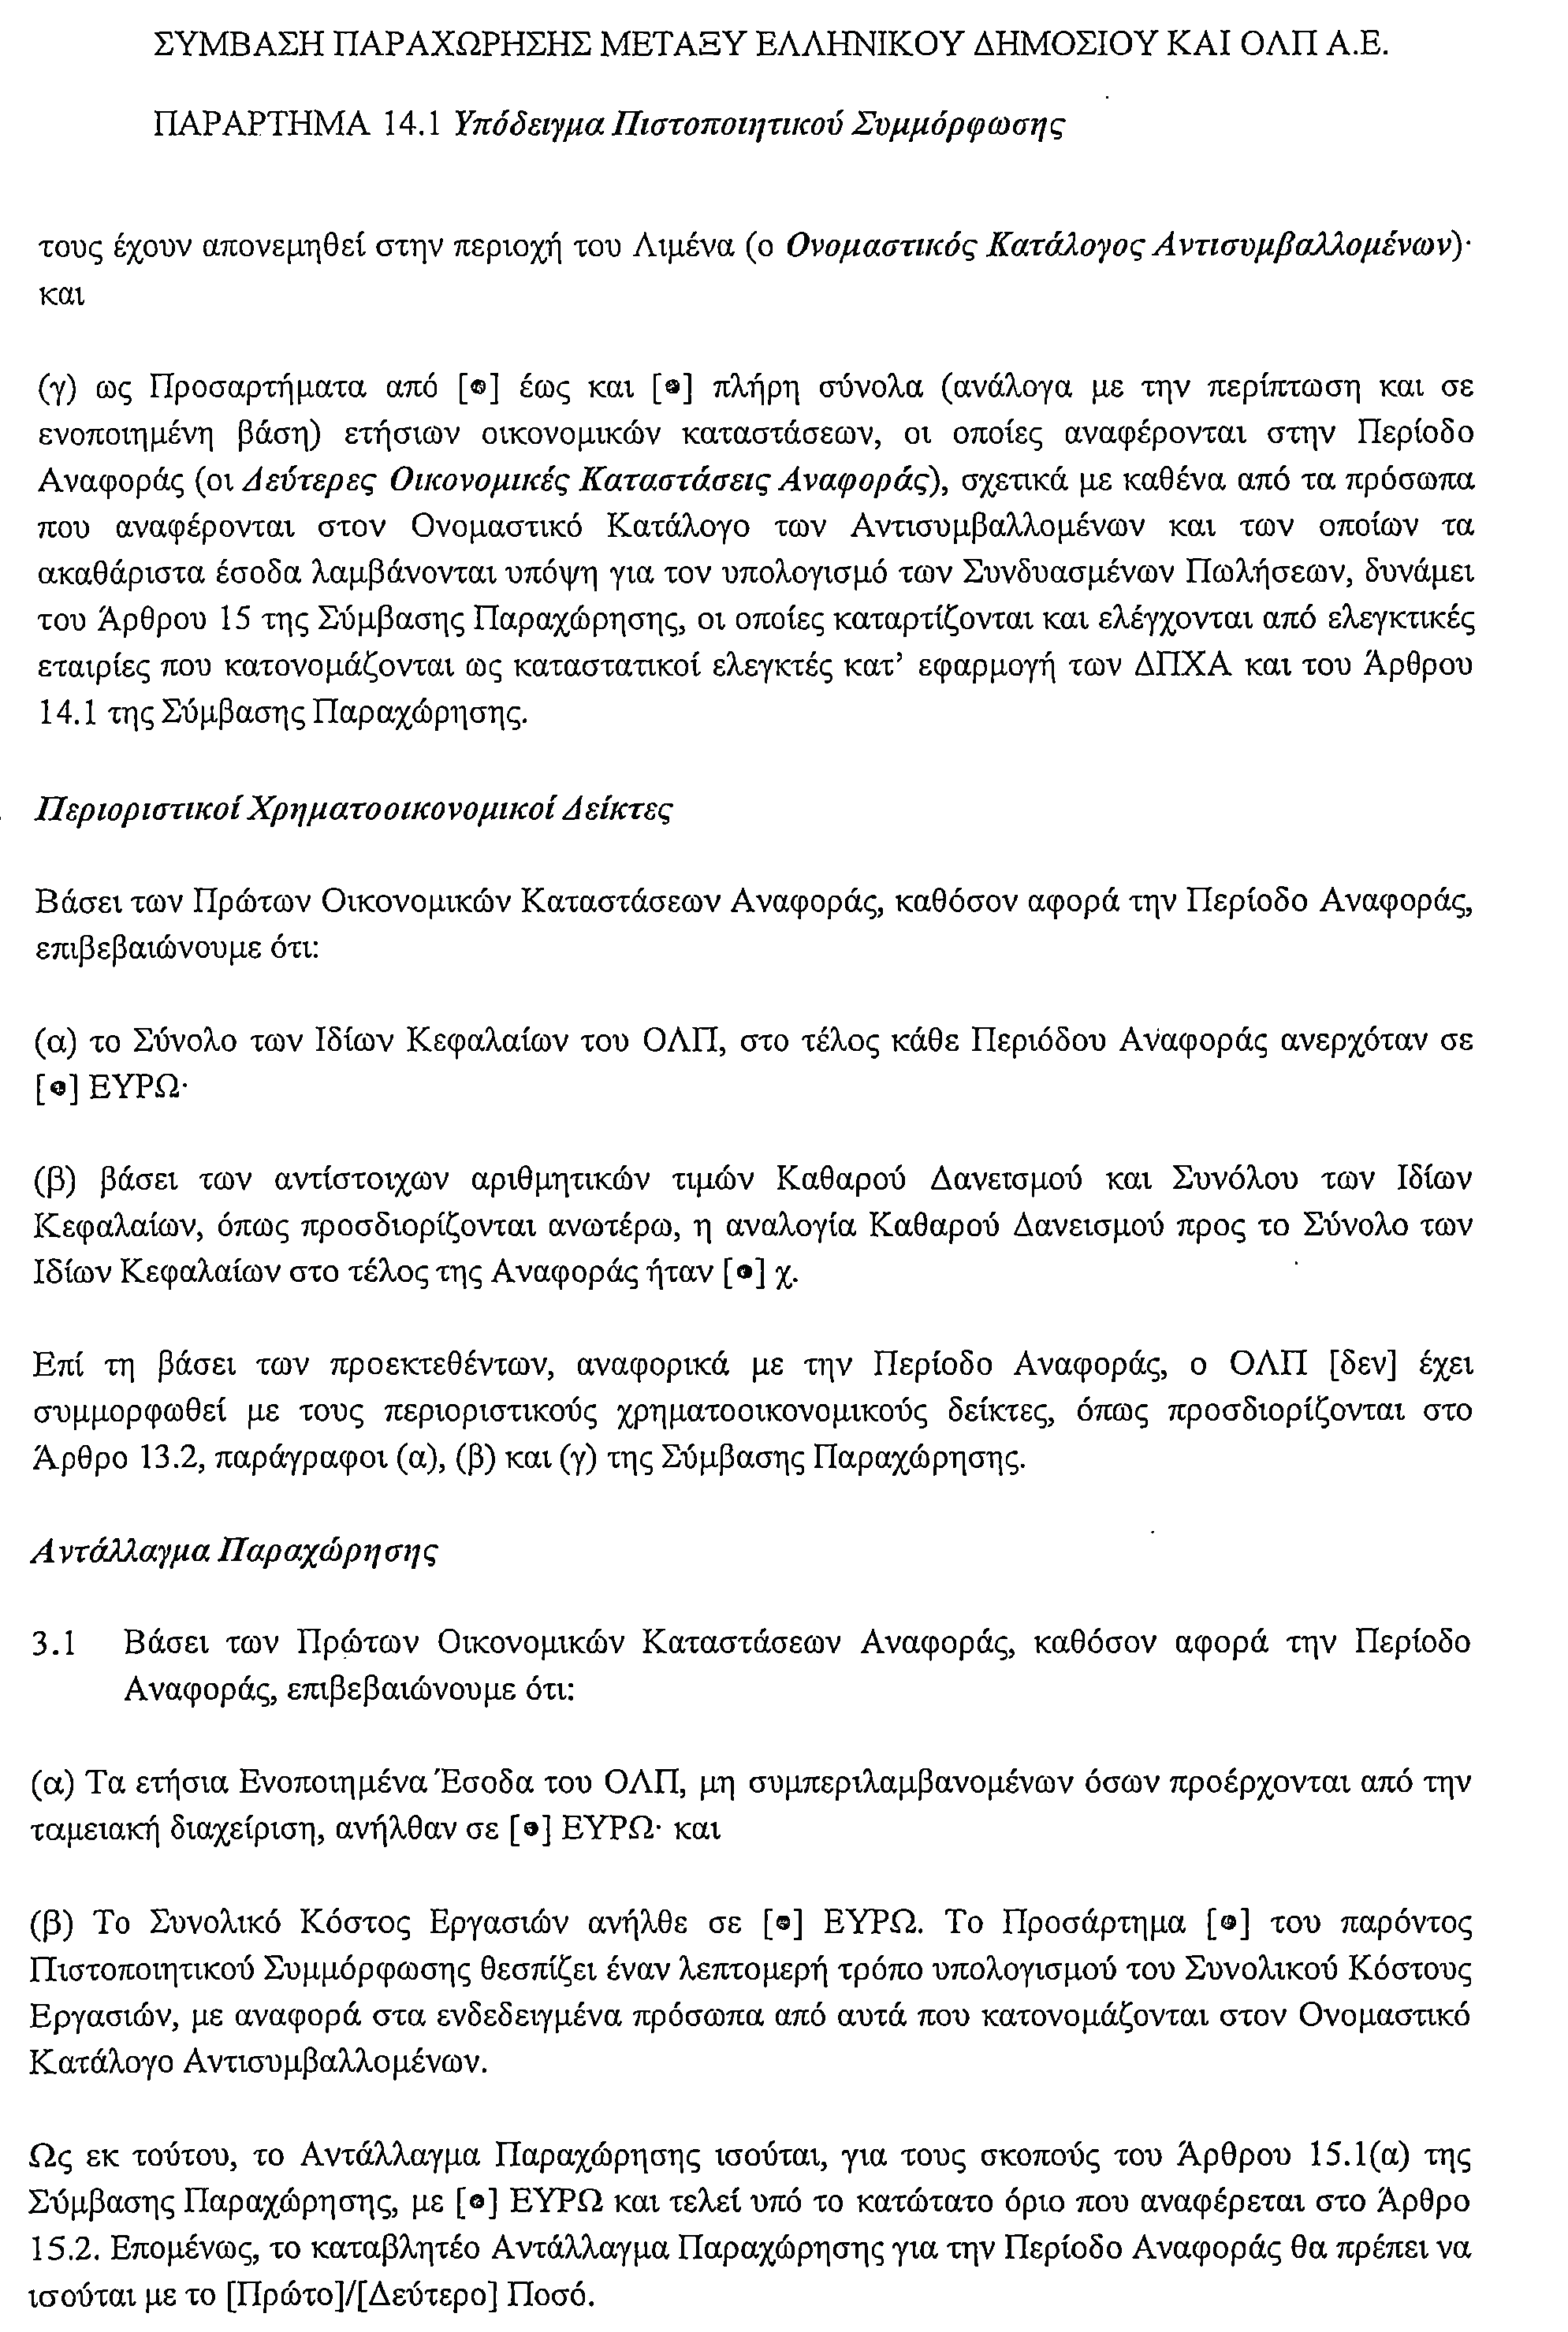 ΣΥΜΒΑΣΗ ΠΑΡΑΧΩΡΗΣΗΣ ΜΕΤΑΞΥ ΕΛΛΗΝΙΚΟΥ ΔΗΜΟΣΙΟΥ ΚΑΙ ΟΛΠ Α.Ε.
ΠΑΡΑΡΤΗΜΑ 14.1 Υπόδειγμα Πιστοποιητικού Συμμόρφωσης
τους έχουν απονεμηθεί στην περιοχή του Λιμένα (ο Ονομαστικός Κατάλογος Αντισυμβαλλομένων)·
και
(γ) ως Προσαρτήματα από [●] έως και [●] πλήρη σύνολα (ανάλογα με την περίπτωση και σε
ενοποιημένη βάση) ετήσιων οικονομικών καταστάσεων, οι οποίες αναφέρονται στην Περίοδο
Αναφοράς (οι Δεύτερες Οικονομικές Καταστάσεις Αναφοράς), σχετικά με καθένα από τα πρόσωπα
που αναφέρονται στον Ονομαστικό Κατάλογο των Αντισυμβαλλομένων και των οποίων τα
ακαθάριστα έσοδα λαμβάνονται υπόψη για τον υπολογισμό των Συνδυασμένων Πωλήσεων, δυνάμει
του Άρθρου 15 της Σύμβασης Παραχώρησης, οι οποίες καταρτίζονται και ελέγχονται από ελεγκτικές
εταιρίες που κατονομάζονται ως καταστατικοί ελεγκτές κατ’ εφαρμογή των ΔΠΧΑ και του Άρθρου
14.1 της Σύμβασης Παραχώρησης.
Περιοριστικοί Χρηματοοικονομικοί Δείκτες
Βάσει των Πρώτων Οικονομικών Καταστάσεων Αναφοράς, καθόσον αφορά την Περίοδο Αναφοράς,
επιβεβαιώνουμε ότι:
(α) το Σύνολο των Ιδίων Κεφαλαίων του ΟΛΠ, στο τέλος κάθε Περιόδου Αναφοράς ανερχόταν σε
[●] ΕΥΡΩ·
(β) βάσει των αντίστοιχων αριθμητικών τιμών Καθαρού Δανεισμού και Συνόλου των Ιδίων
Κεφαλαίων, όπως προσδιορίζονται ανωτέρω, η αναλογία Καθαρού Δανεισμού προς το Σύνολο των
Ιδίων Κεφαλαίων στο τέλος της Αναφοράς ήταν [●] χ.
Επί τη βάσει των προεκτεθέντων, αναφορικά με την Περίοδο Αναφοράς, ο ΟΛΠ [δεν] έχει
συμμορφωθεί με τους περιοριστικούς χρηματοοικονομικούς δείκτες, όπως προσδιορίζονται στο
Άρθρο 13.2, παράγραφοι (α), (β) και (γ) της Σύμβασης Παραχώρησης.
Αντάλλαγμα Παραχώρησης
3.1 Βάσει των Πρώτων Οικονομικών Καταστάσεων Αναφοράς, καθόσον αφορά την Περίοδο
Αναφοράς, επιβεβαιώνουμε ότι:
(α) Τα ετήσια Ενοποιημένα Έσοδα του ΟΛΠ, μη συμπεριλαμβανομένων όσων προέρχονται από την
ταμειακή διαχείριση, ανήλθαν σε [●] ΕΥΡΩ· και
(β) Το Συνολικό Κόστος Εργασιών ανήλθε σε [●] ΕΥΡΩ. Το Προσάρτημα [●] του παρόντος
Πιστοποιητικού Συμμόρφωσης θεσπίζει έναν λεπτομερή τρόπο υπολογισμού του Συνολικού Κόστους
Εργασιών, με αναφορά στα ενδεδειγμένα πρόσωπα από αυτά που κατονομάζονται στον Ονομαστικό
Κατάλογο Αντισυμβαλλομένων.
Ως εκ τούτου, το Αντάλλαγμα Παραχώρησης ισούται, για τους σκοπούς του Άρθρου 15.1(α) της
Σύμβασης Παραχώρησης, με [●] ΕΥΡΩ και τελεί υπό το κατώτατο όριο που αναφέρεται στο Άρθρο
15.2. Επομένως, το καταβλητέο Αντάλλαγμα Παραχώρησης για την Περίοδο Αναφοράς θα πρέπει να
ισούται με το [Πρώτο]/[Δεύτερο] Ποσό.